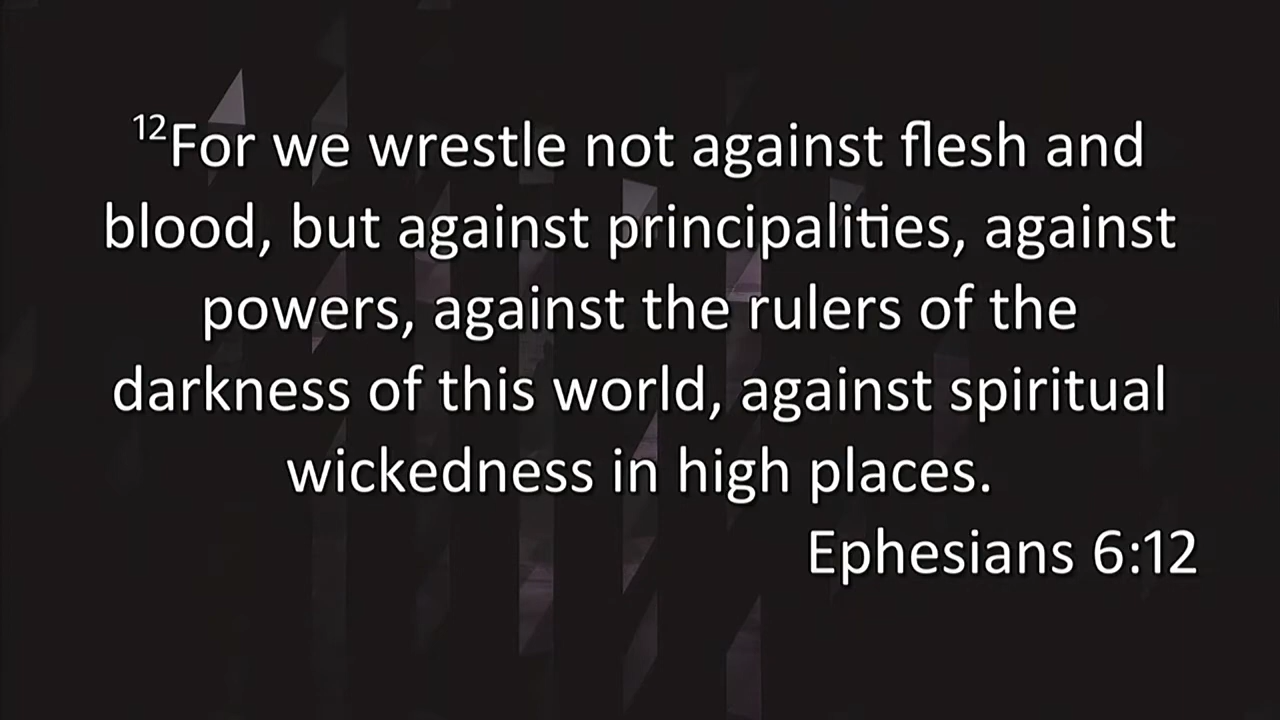 12For we wrestle not against flesh and
blood, but against principalities, against
powers, against the rulers of the
darkness of this world, against spiritual
wickedness in high places.
Ephesians 6:12